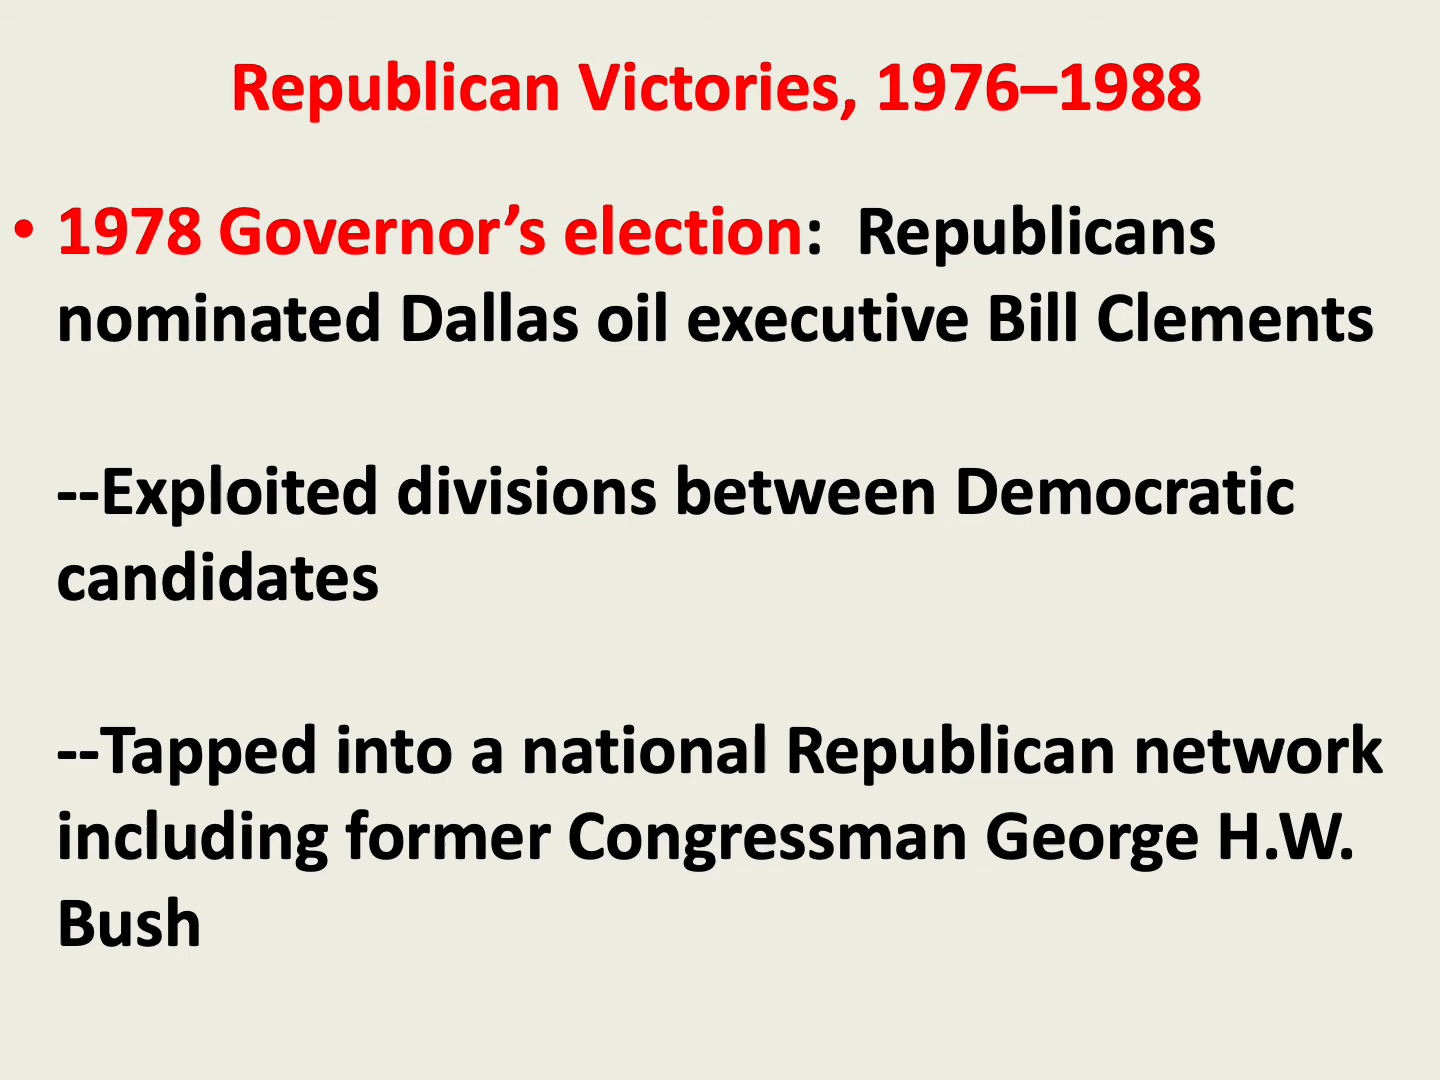 Republican Victories, 1976–1988
• 1978 Governor’s election:  Republicans
nominated Dallas oil executive Bill Clements
--Exploited divisions between Democratic
candidates
--Tapped into a national Republican network
including former Congressman George H.W.
Bush